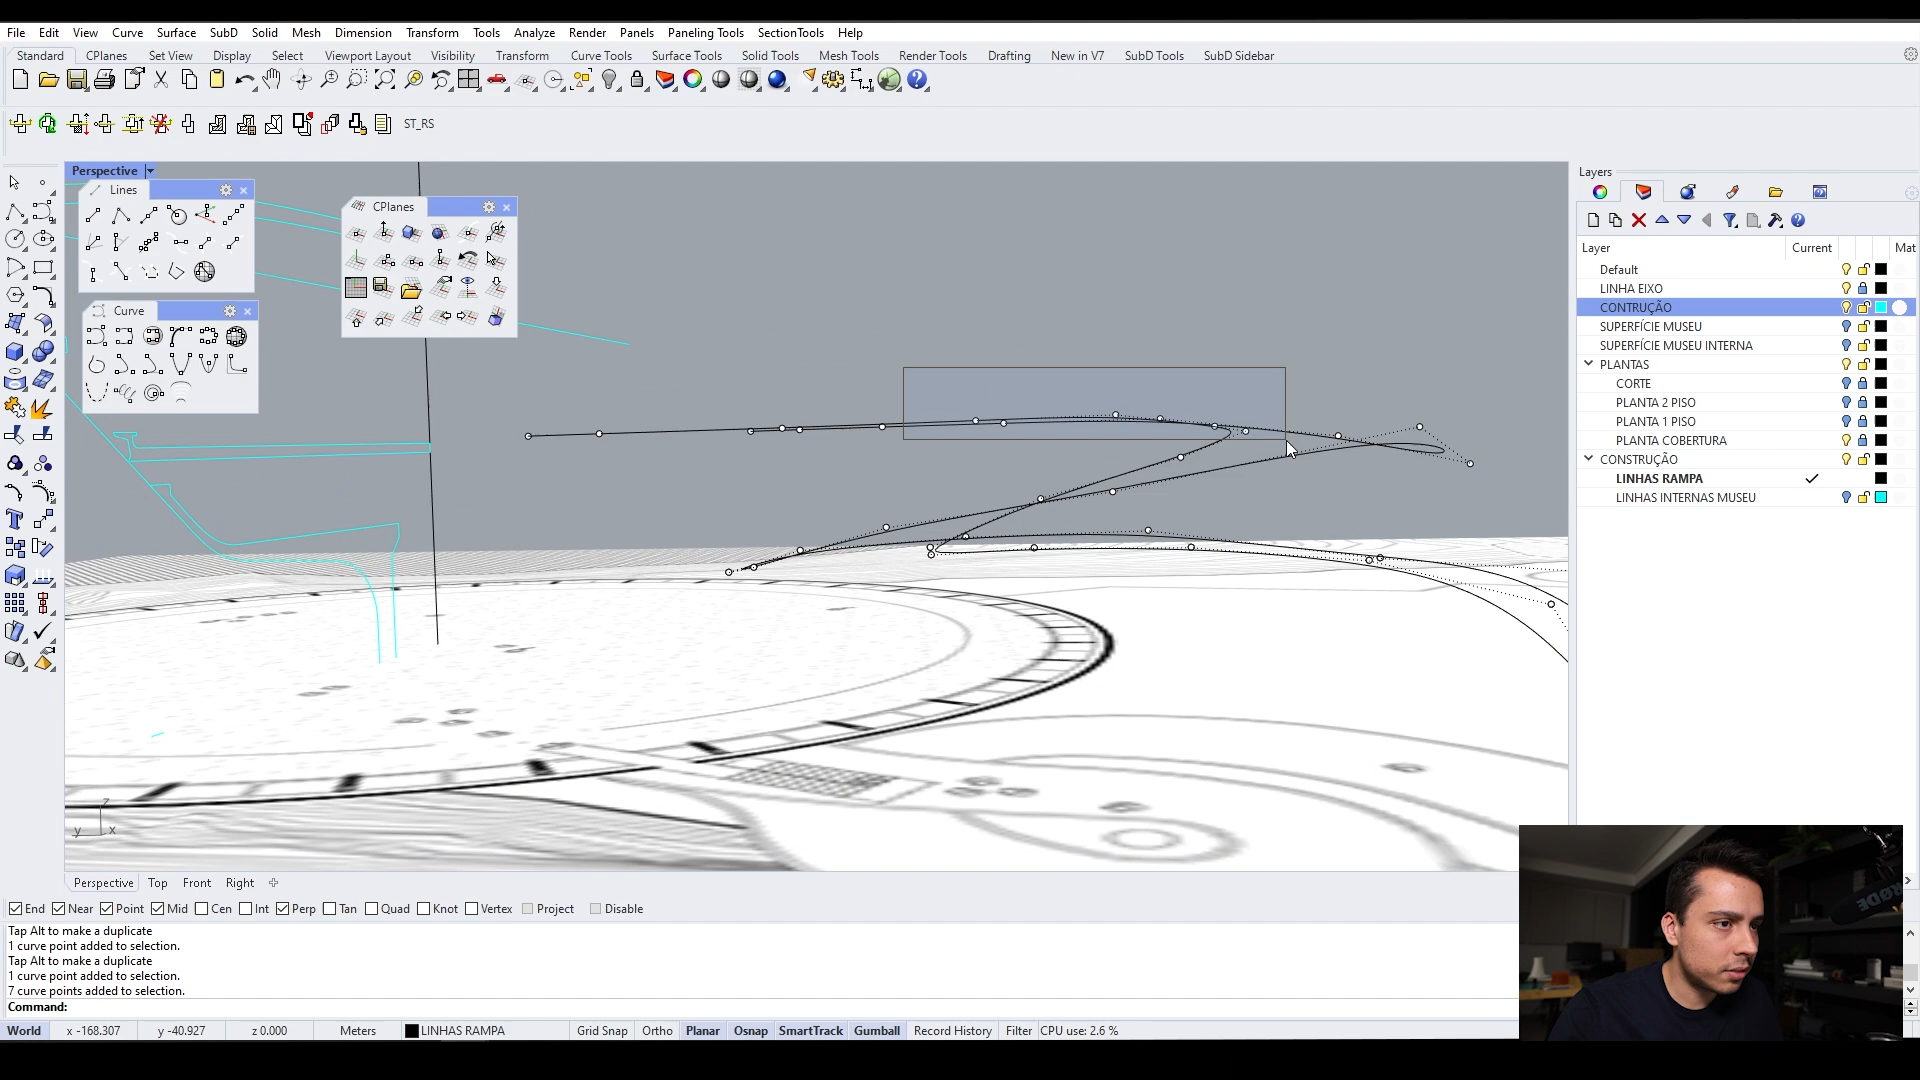 File Edit View Curve Surface SubD Solid Mesh Dimension Transform Tools Analyze Render Panels Paneling Tools SectionTools Help
Standard CPlanes Set View Display Select Viewport Layout Visibility Transform Curve Tools Surface Tools Solid Tools Mesh Tools Render Tools Drafting New in V7 SubD Tools SubD Sidebar
ST_RS
Perspective
Lines
CPlanes
Curve
Layers
Layer Current Mat
Default
LINHA EIXO
CONTRUÇÃO
SUPERFÍCIE MUSEU
SUPERFÍCIE MUSEU INTERNA
PLANTAS
CORTE
PLANTA 2 PISO
PLANTA 1 PISO
PLANTA COBERTURA
CONSTRUÇÃO
LINHAS RAMPA
LINHAS INTERNAS MUSEU
z
y x
Perspective Top Front Right
End Near Point Mid Cen Int Perp Tan Quad Knot Vertex Project Disable
Tap Alt to make a duplicate
1 curve point added to selection.
Tap Alt to make a duplicate
1 curve point added to selection.
7 curve points added to selection.
Command:
World x -168.307 y -40.927 z 0.000 Meters LINHAS RAMPA Grid Snap Ortho Planar Osnap SmartTrack Gumball Record History Filter CPU use: 2.6 %
RØDE